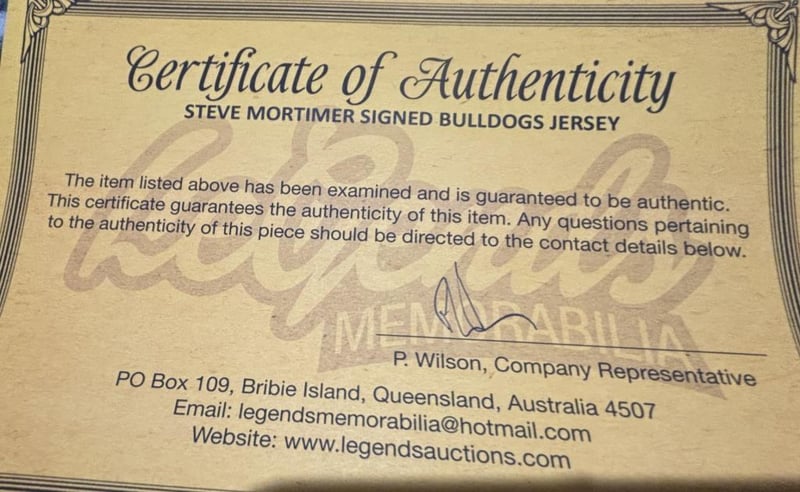 Certificate of Authenticity
STEVE MORTIMER SIGNED BULLDOGS JERSEY
Legends
MEMORABILIA
The item listed above has been examined and is guaranteed to be authentic.
This certificate guarantees the authenticity of this item. Any questions pertaining
to the authenticity of this piece should be directed to the contact details below.
P. Wilson, Company Representative
PO Box 109, Bribie Island, Queensland, Australia 4507
Email: legendsmemorabilia@hotmail.com
Website: www.legendsauctions.com